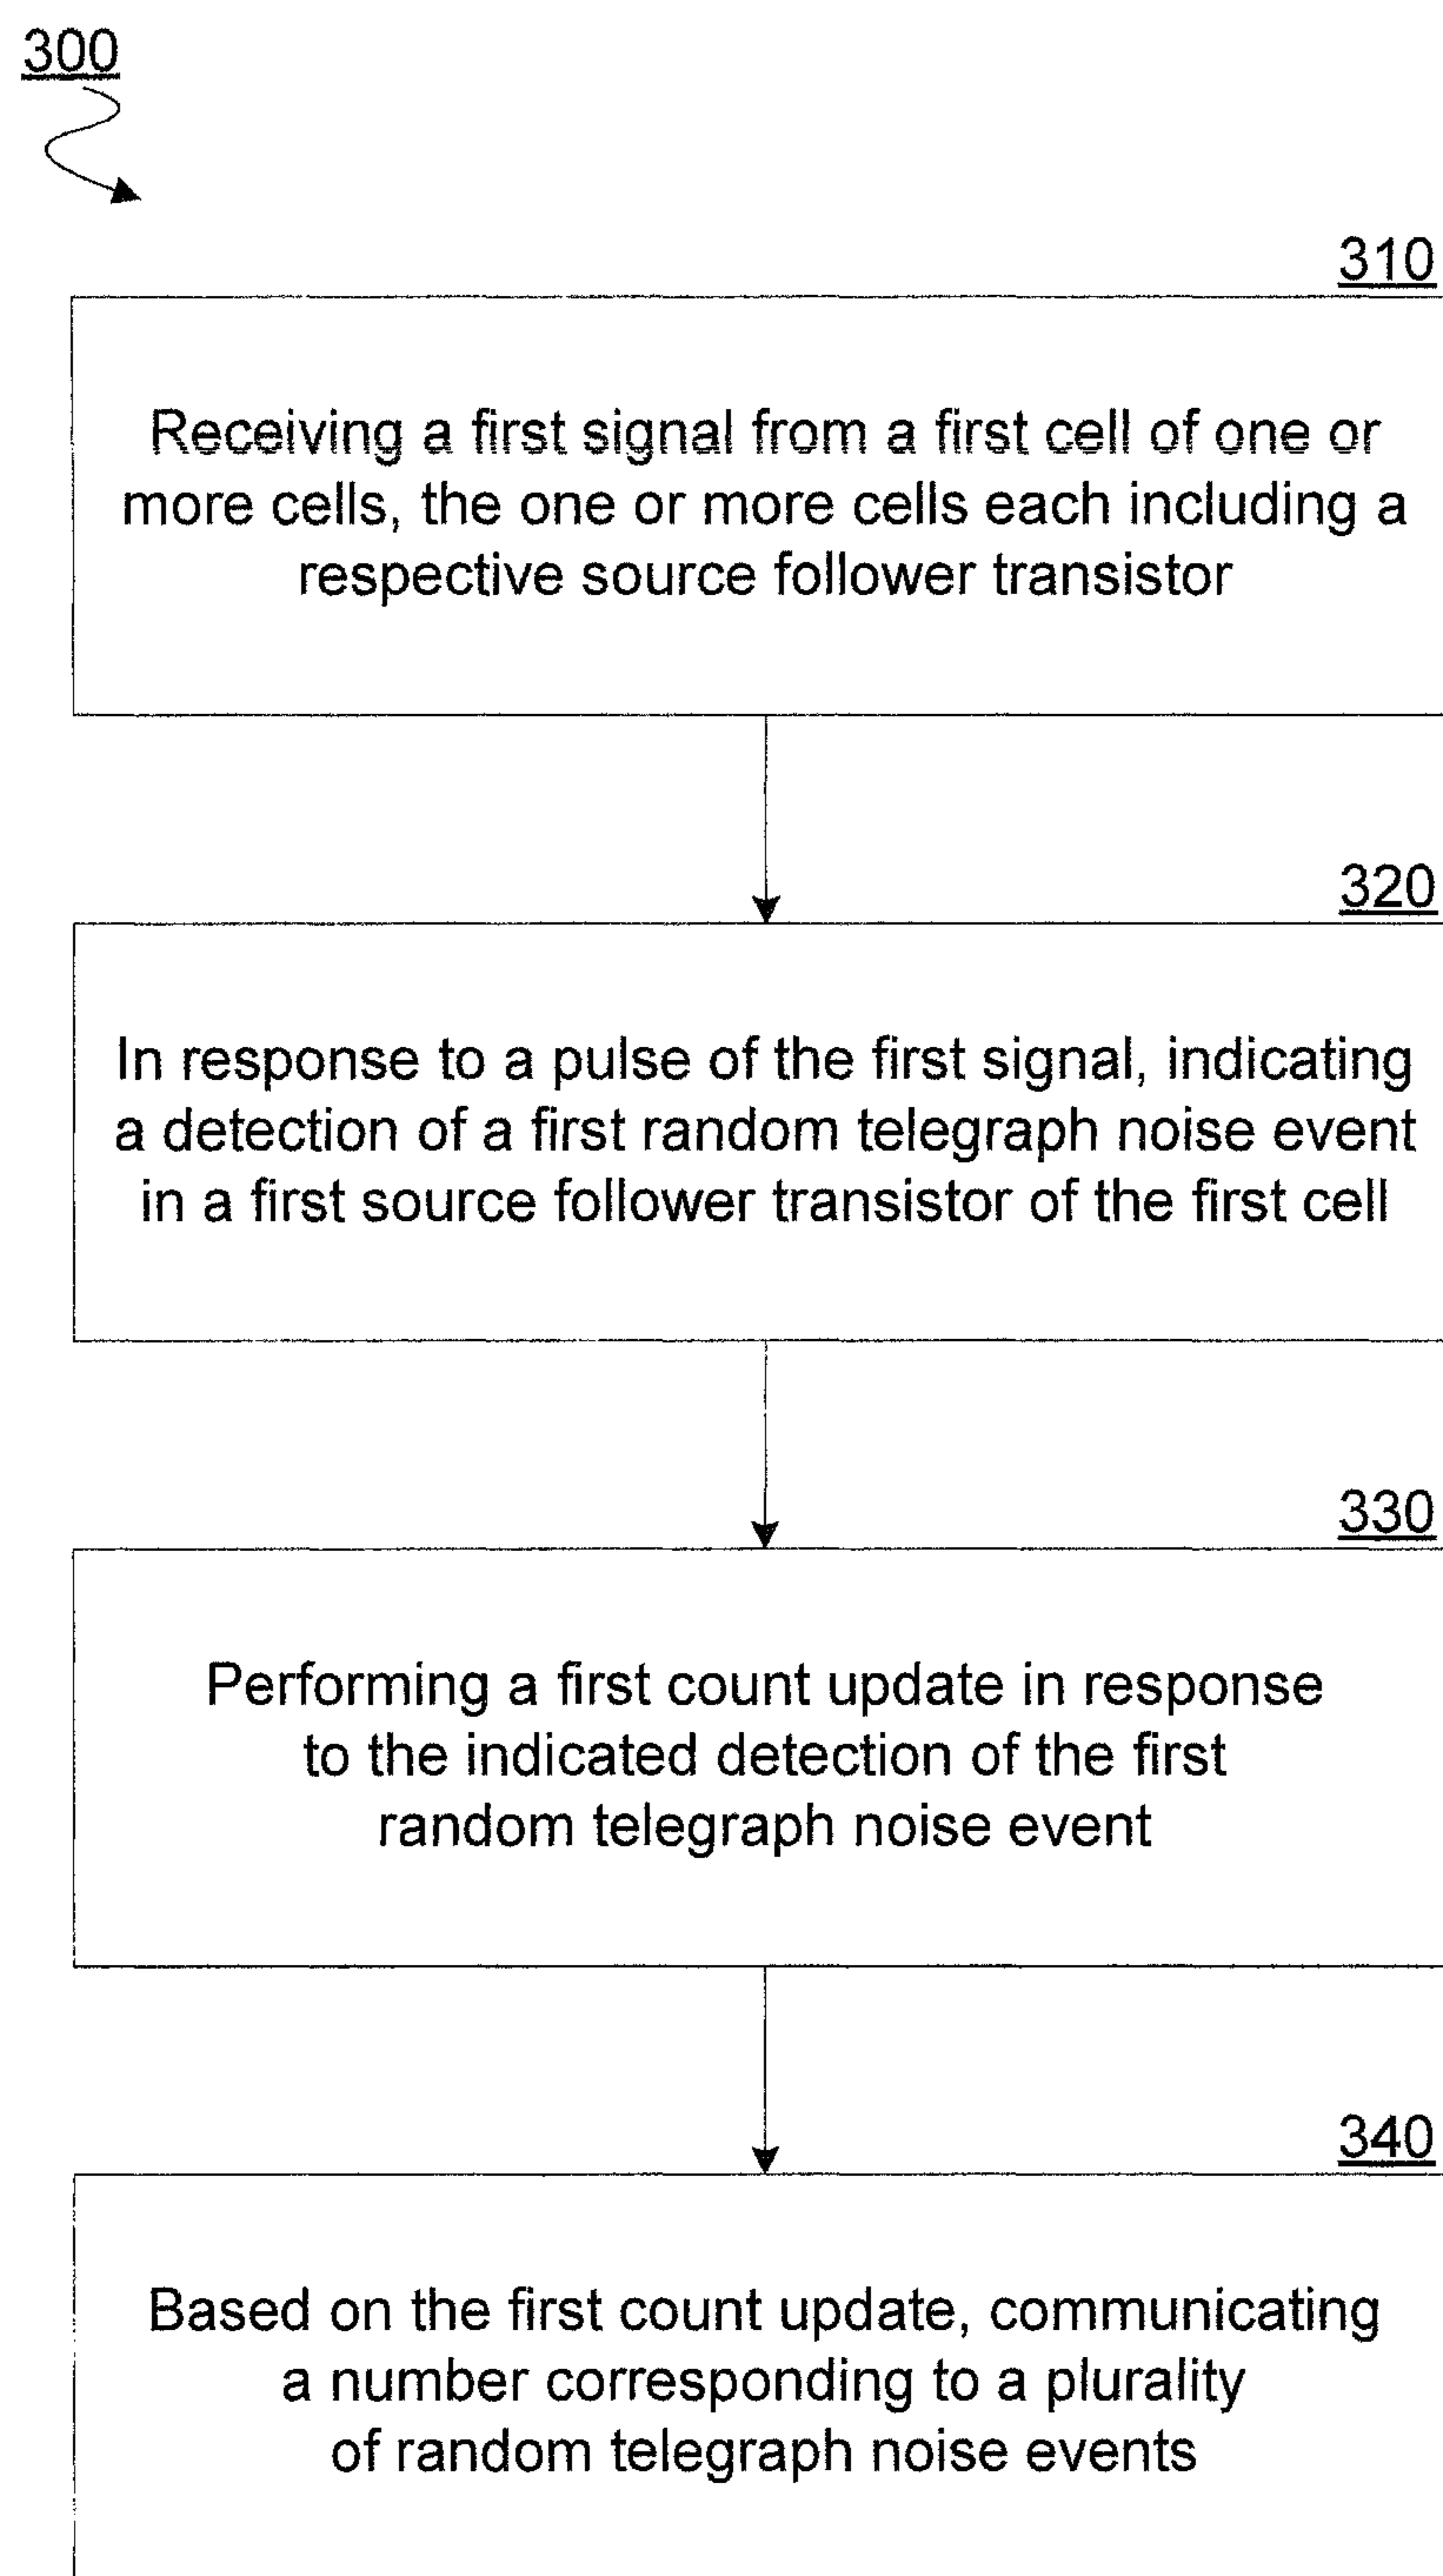 300
310
Receiving a first signal from a first cell of one or
more cells, the one or more cells each including a
respective source follower transistor
320
In response to a pulse of the first signal, indicating
a detection of a first random telegraph noise event
in a first source follower transistor of the first cell
330
Performing a first count update in response
to the indicated detection of the first
random telegraph noise event
340
Based on the first count update, communicating
a number corresponding to a plurality
of random telegraph noise events